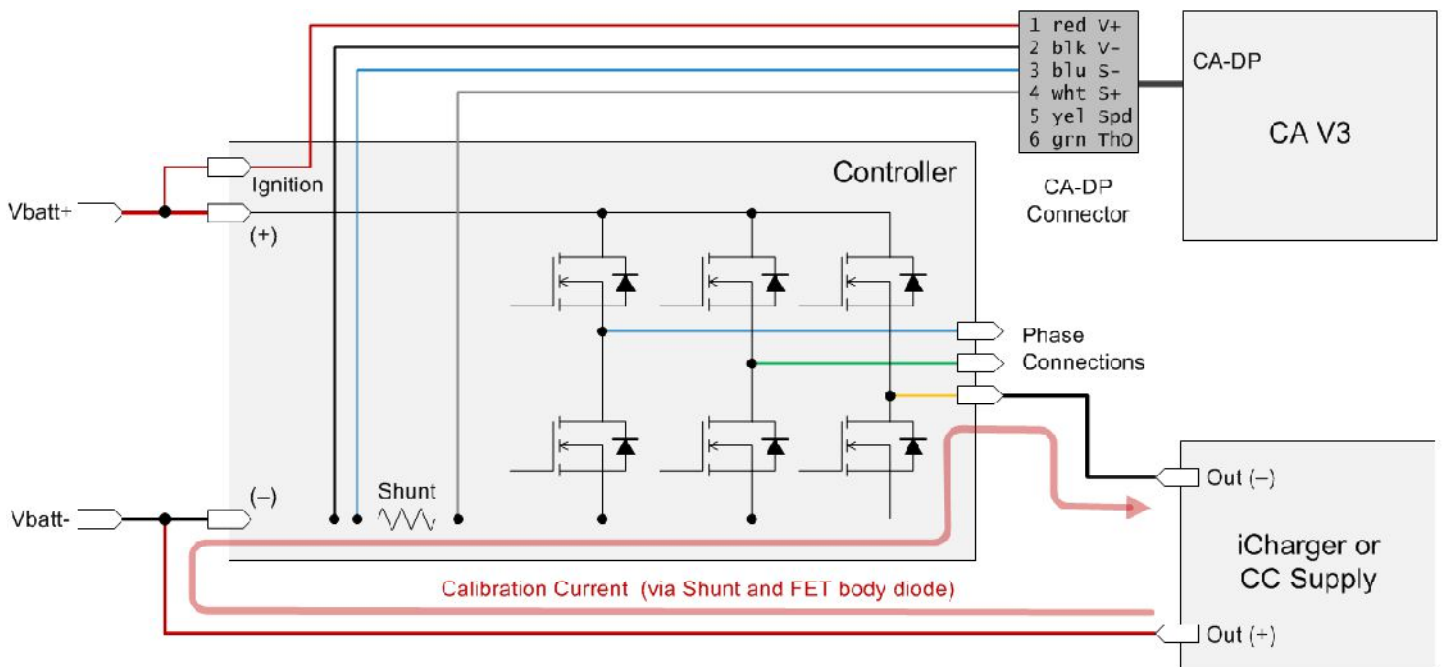 1 red V+
2 blk V-
3 blu S-
4 wht S+
5 yel Spd
6 grn ThO
CA-DP
CA V3
CA-DP
Connector
Controller
Ignition
Vbatt+
(+)
Phase
Connections
Shunt
(–)
Vbatt-
Out (–)
iCharger or
CC Supply
Calibration Current (via Shunt and FET body diode)
Out (+)